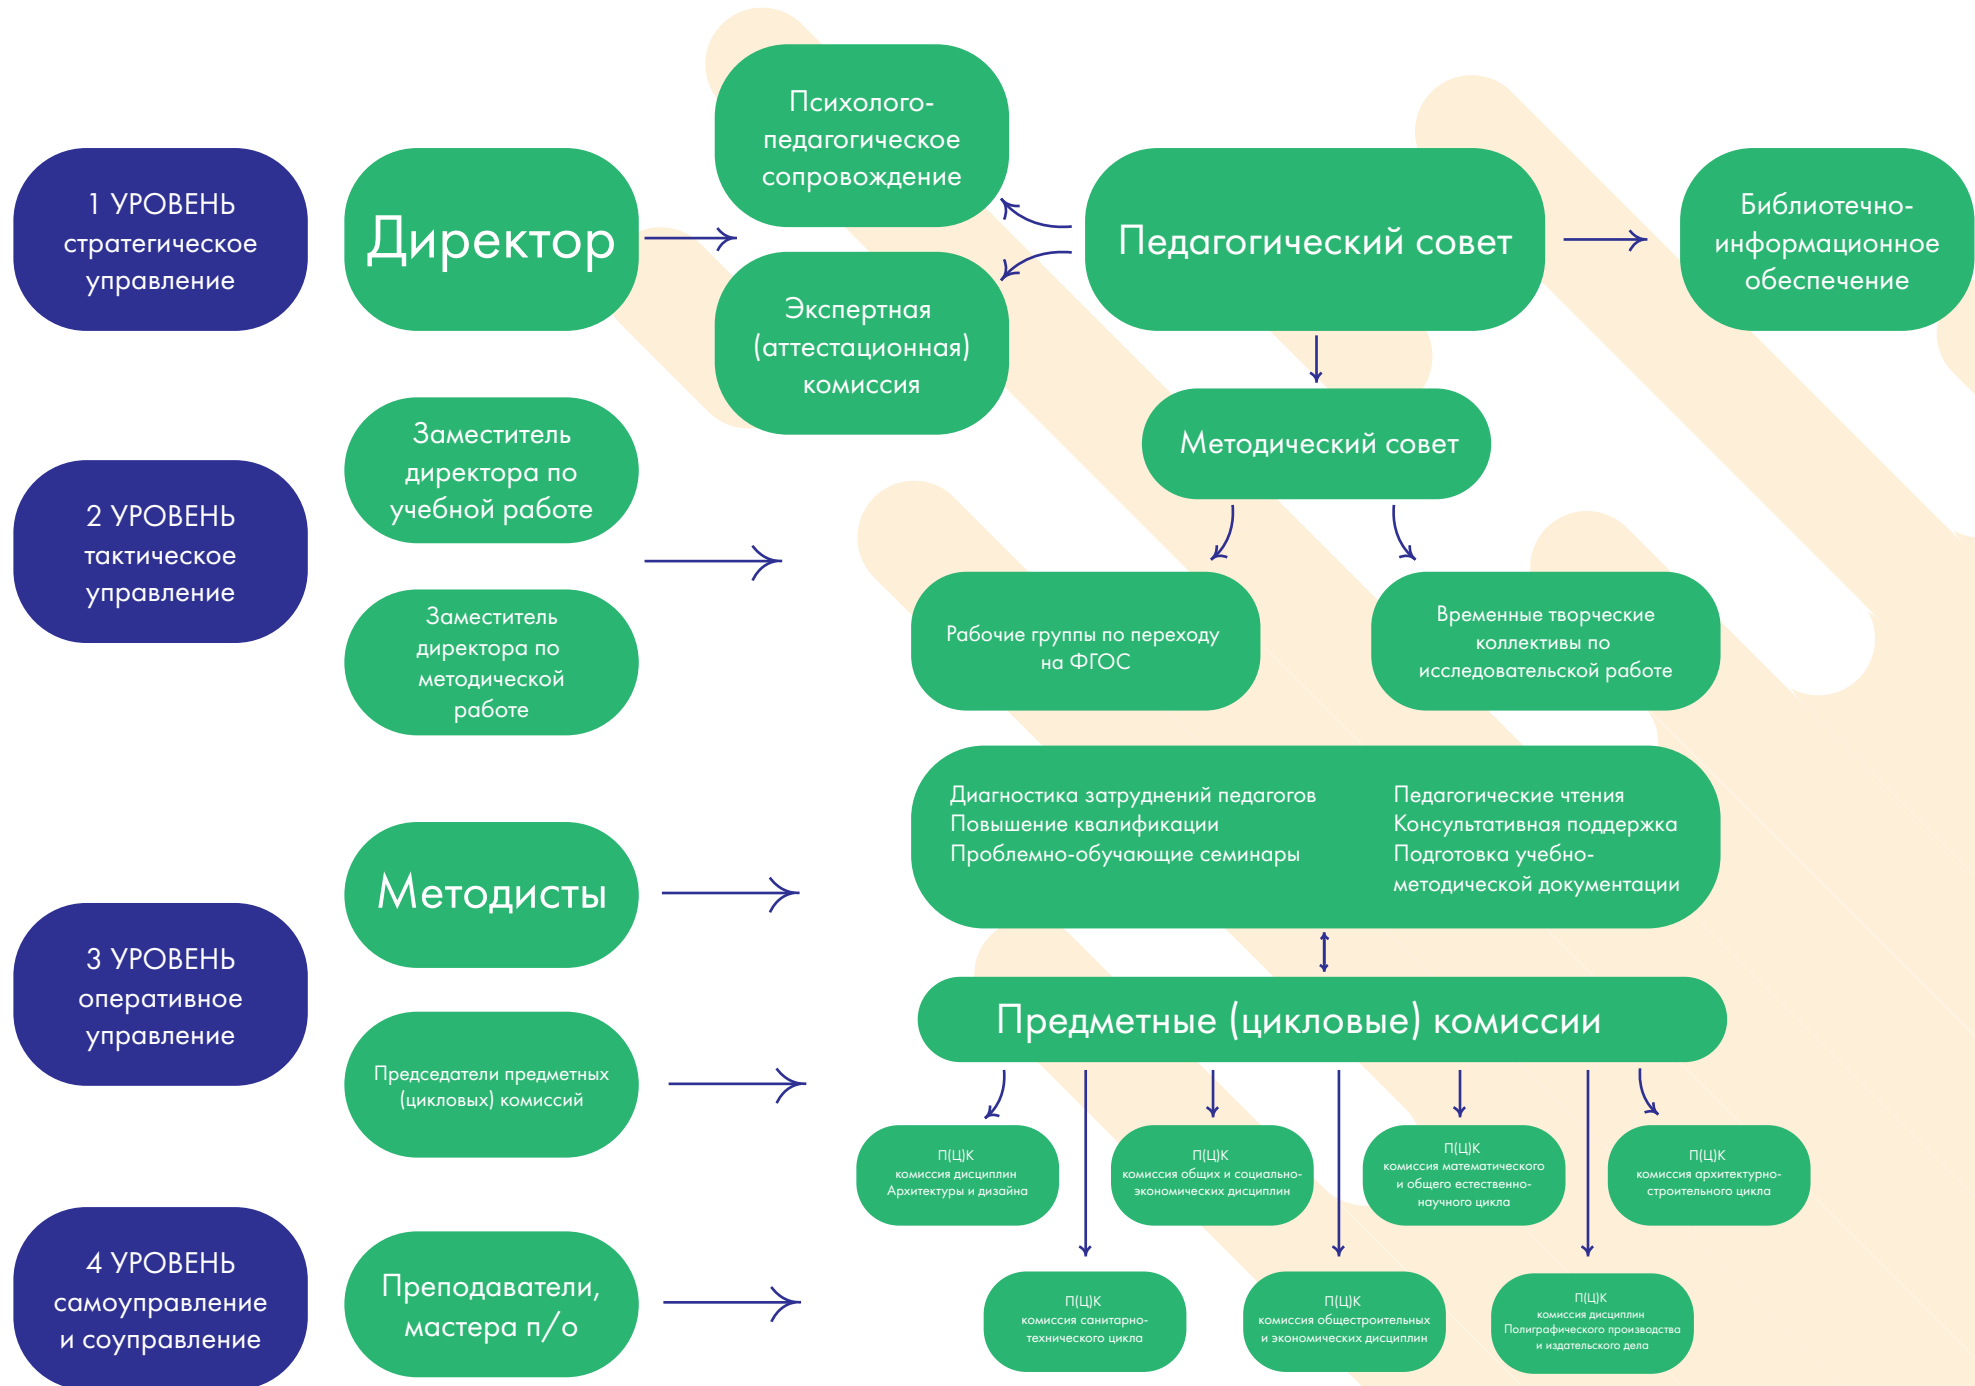 1 УРОВЕНЬ
стратегическое
управление
Директор
Психолого-
педагогическое
сопровождение
Экспертная
(аттестационная)
комиссия
Педагогический совет
Библиотечно-
информационное
обеспечение
2 УРОВЕНЬ
тактическое
управление
Заместитель
директора по
учебной работе
Заместитель
директора по
методической
работе
Методический совет
Рабочие группы по переходу
на ФГОС
Временные творческие
коллективы по
исследовательской работе
Диагностика затруднений педагогов
Повышение квалификации
Проблемно-обучающие семинары
Педагогические чтения
Консультативная поддержка
Подготовка учебно-
методической документации
3 УРОВЕНЬ
оперативное
управление
Методисты
Председатели предметных
(цикловых) комиссий
Предметные (цикловые) комиссии
П(Ц)К
комиссия дисциплин
Архитектуры и дизайна
П(Ц)К
комиссия общих и социально-
экономических дисциплин
П(Ц)К
комиссия математического
и общего естественно-
научного цикла
П(Ц)К
комиссия архитектурно-
строительного цикла
4 УРОВЕНЬ
самоуправление
и соуправление
Преподаватели,
мастера п/о
П(Ц)К
комиссия санитарно-
технического цикла
П(Ц)К
комиссия общестроительных
и экономических дисциплин
П(Ц)К
комиссия дисциплин
Полиграфического производства
и издательского дела